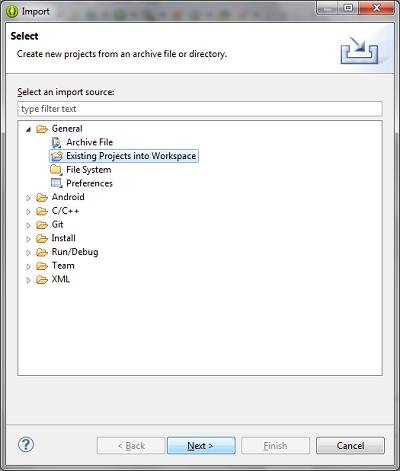 Import
Select
Create new projects from an archive file or directory.
Select an import source:
type filter text
General
Archive File
Existing Projects into Workspace
File System
Preferences
Android
C/C++
Git
Install
Run/Debug
Team
XML
? < Back Next > Finish Cancel